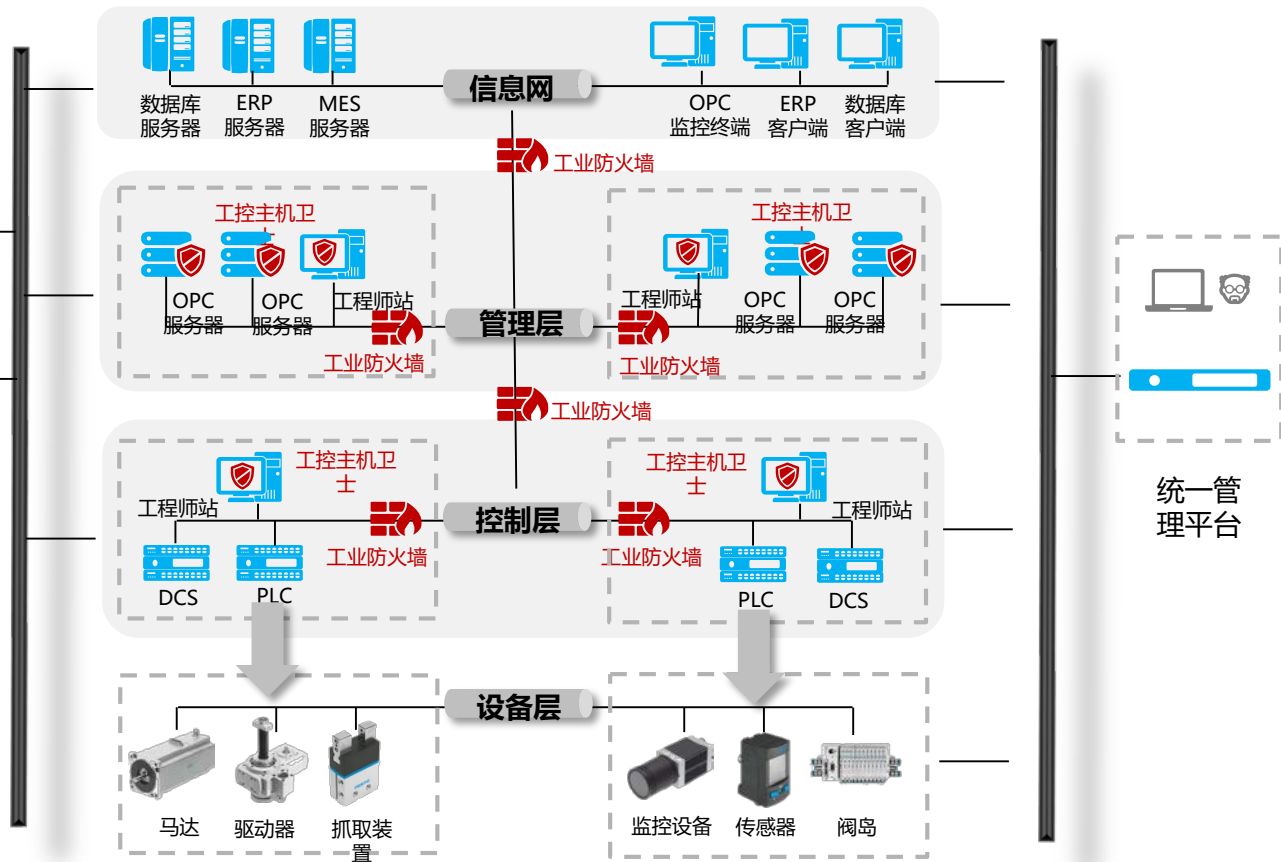 信息网
数据库
服务器
ERP
服务器
MES
服务器
OPC
监控终端
ERP
客户端
数据库
客户端
工业防火墙
工控主机卫
OPC
服务器
OPC
服务器
工程师站
工业防火墙
管理层
工控主机卫
工程师站
OPC
服务器
OPC
服务器
工业防火墙
工业防火墙
工控主机卫
士
工程师站
DCS
PLC
工业防火墙
控制层
工控主机卫
士
工程师站
工业防火墙
PLC
DCS
设备层
马达
驱动器
抓取装
置
监控设备
传感器
阀岛
统一管
理平台